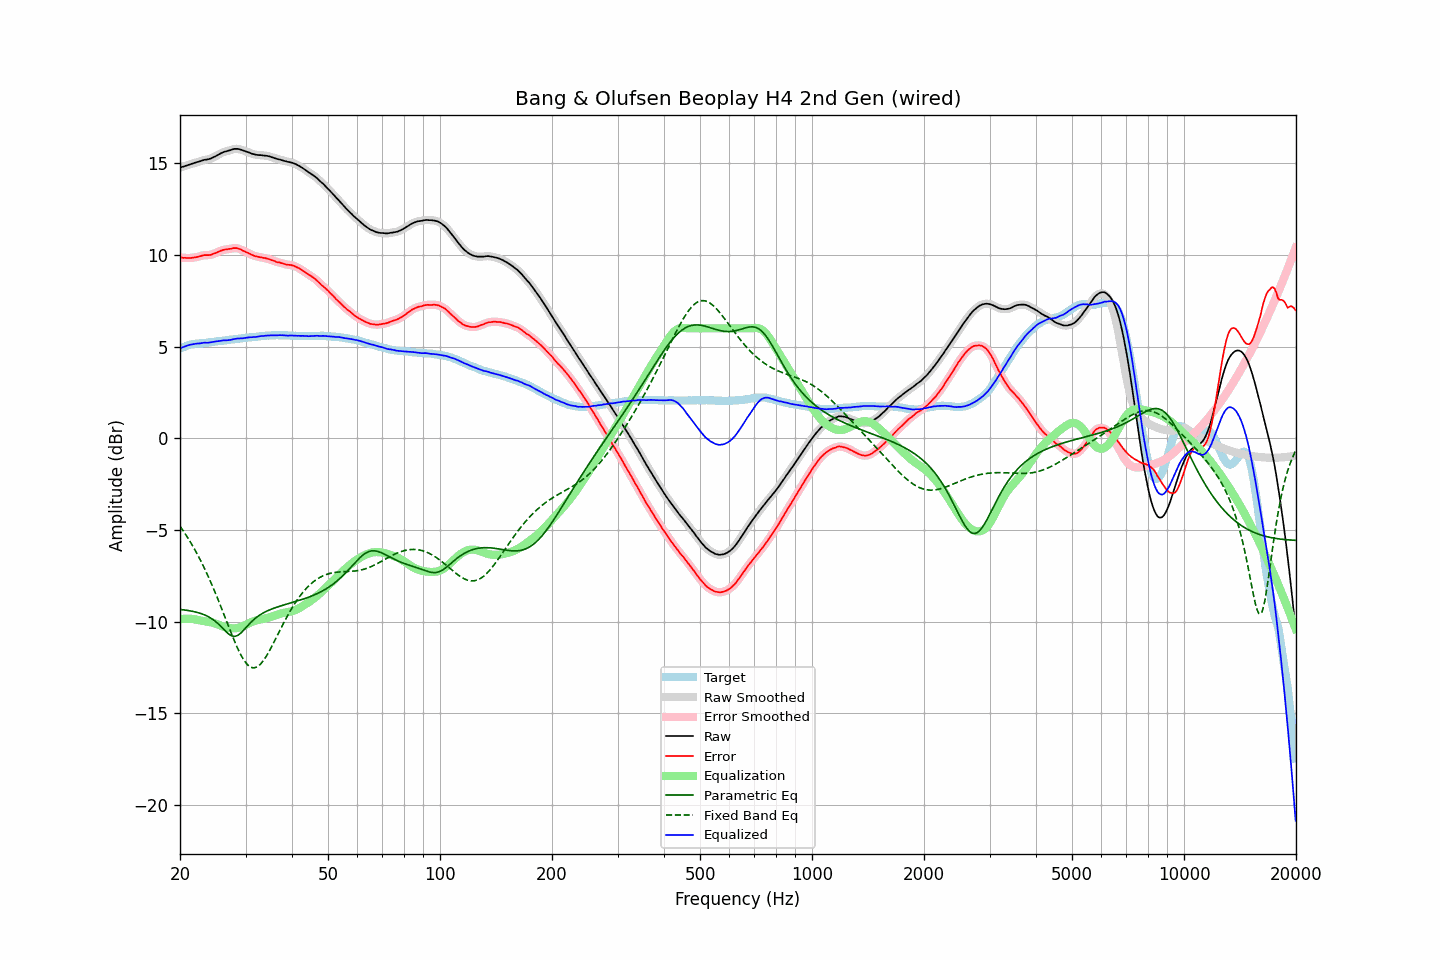 Bang & Olufsen Beoplay H4 2nd Gen (wired)
Amplitude (dBr)
15
10
5
0
−5
−10
−15
−20
Target
Raw Smoothed
Error Smoothed
Raw
Error
Equalization
Parametric Eq
Fixed Band Eq
Equalized
20
50
100
200
500
1000
2000
5000
10000
20000
Frequency (Hz)